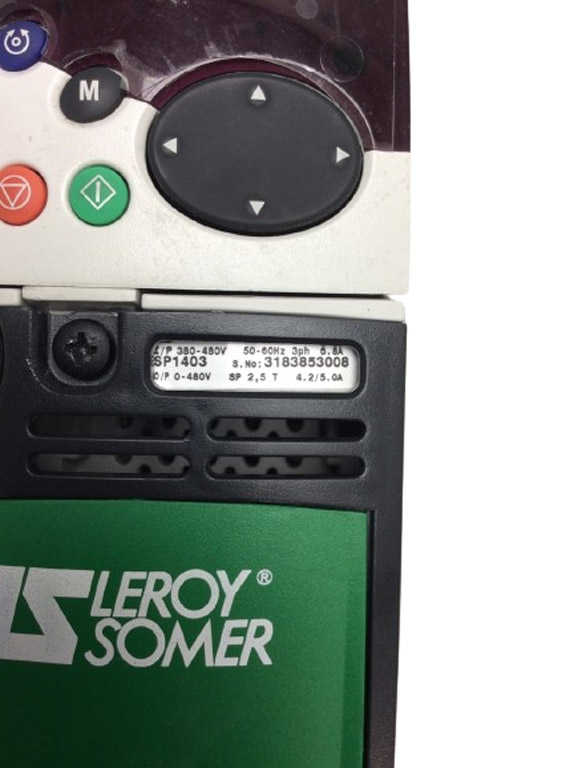 M
I/P 380-480V 50-60Hz 3ph 6.8A
SP1403 S.No:3183853008
O/P 0-480V SP 2,5 T 4.2/5.0A
LS LEROY®
SOMER